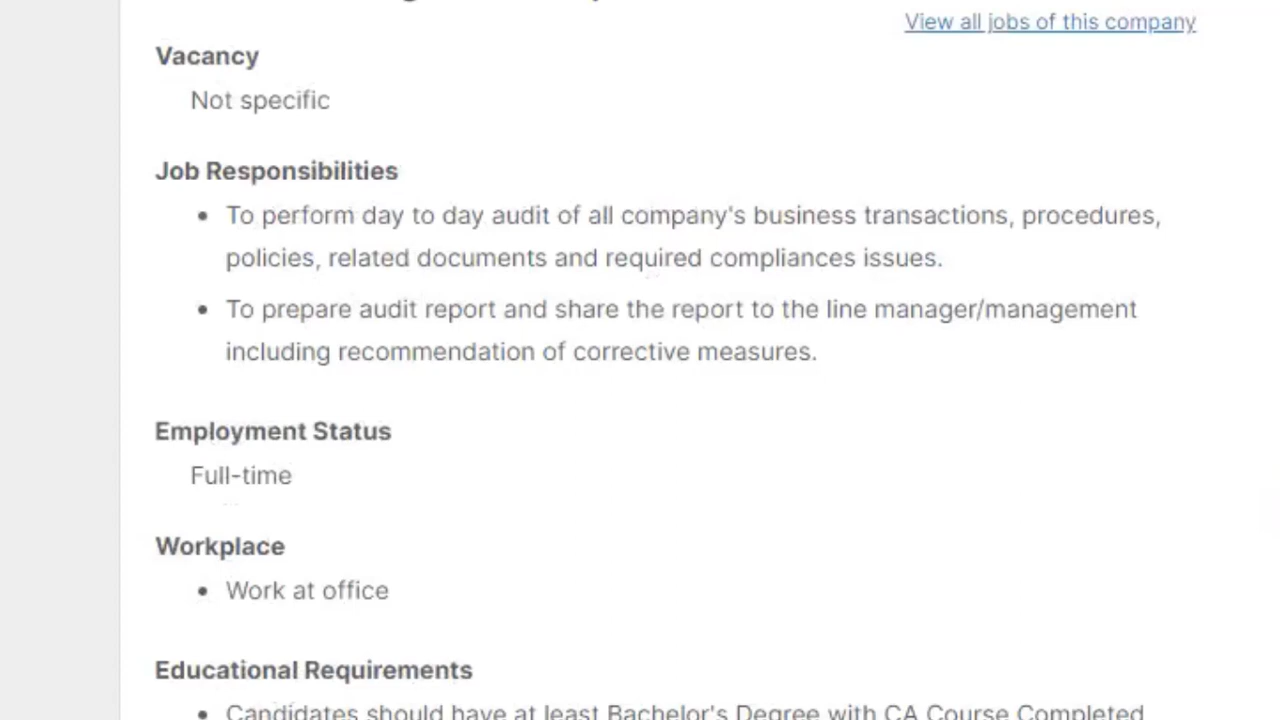 View all jobs of this company
Vacancy
Not specific
Job Responsibilities
• To perform day to day audit of all company's business transactions, procedures,
policies, related documents and required compliances issues.
• To prepare audit report and share the report to the line manager/management
including recommendation of corrective measures.
Employment Status
Full-time
Workplace
• Work at office
Educational Requirements
• Candidates should have at least Bachelor's Degree with CA Course Completed